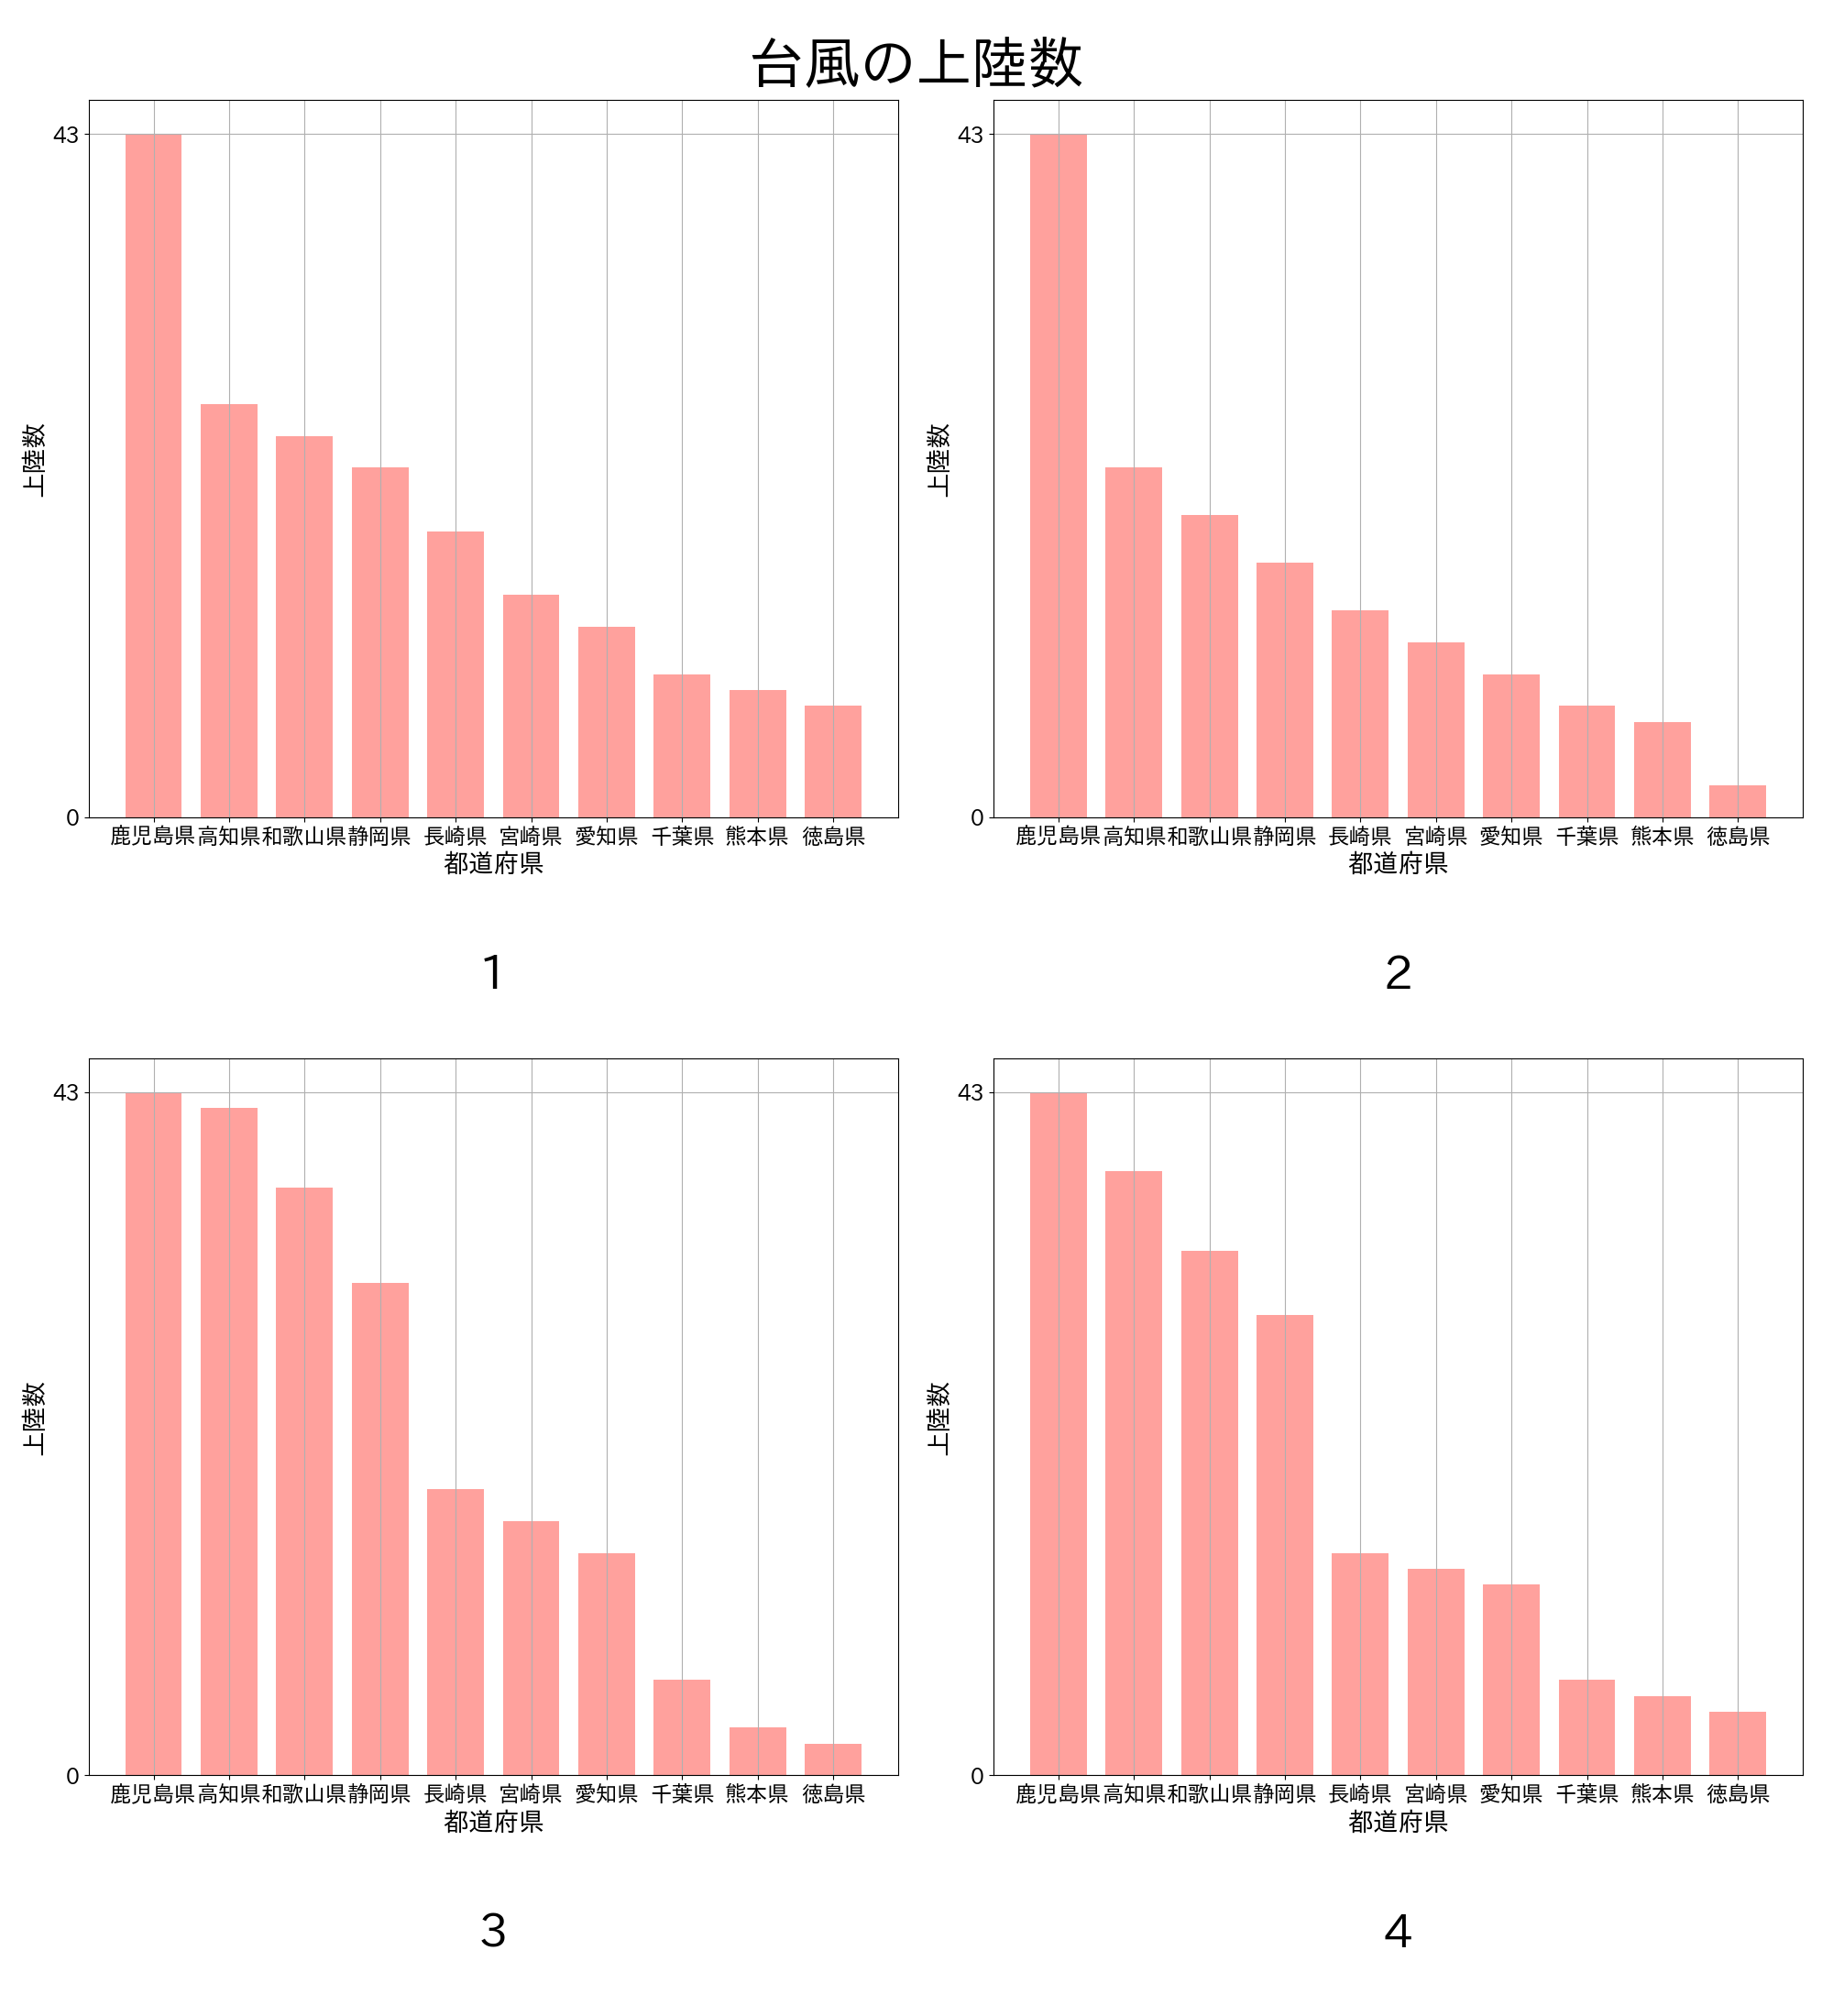 台風の上陸数
43
0
上陸数
鹿児島県 高知県 和歌山県 静岡県 長崎県 宮崎県 愛知県 千葉県 熊本県 徳島県
都道府県
1
43
0
上陸数
鹿児島県 高知県 和歌山県 静岡県 長崎県 宮崎県 愛知県 千葉県 熊本県 徳島県
都道府県
2
43
0
上陸数
鹿児島県 高知県 和歌山県 静岡県 長崎県 宮崎県 愛知県 千葉県 熊本県 徳島県
都道府県
3
43
0
上陸数
鹿児島県 高知県 和歌山県 静岡県 長崎県 宮崎県 愛知県 千葉県 熊本県 徳島県
都道府県
4